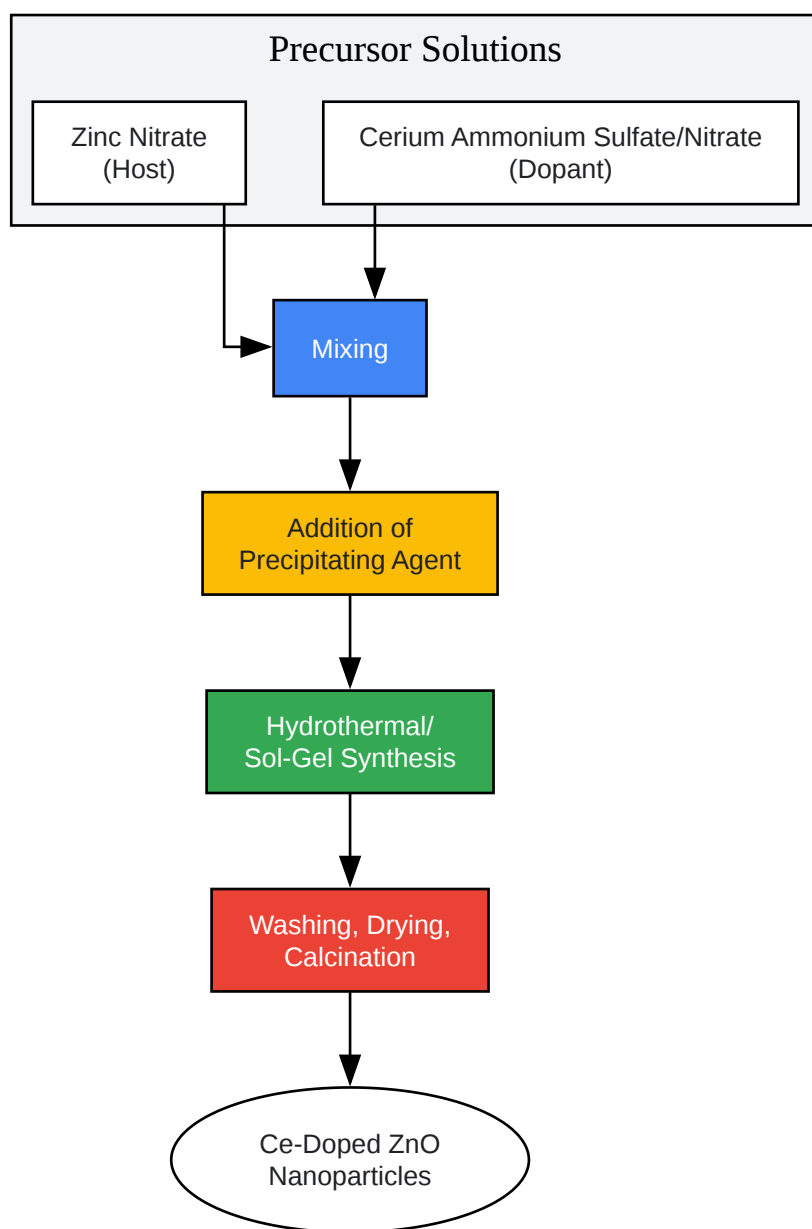 Precursor Solutions
Zinc Nitrate
(Host)
Cerium Ammonium Sulfate/Nitrate
(Dopant)
Mixing
Addition of
Precipitating Agent
Hydrothermal/
Sol-Gel Synthesis
Washing, Drying,
Calcination
Ce-Doped ZnO
Nanoparticles